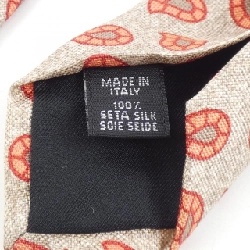 MADE IN
ITALY
100%
SETA SILK
SOIE SEIDE